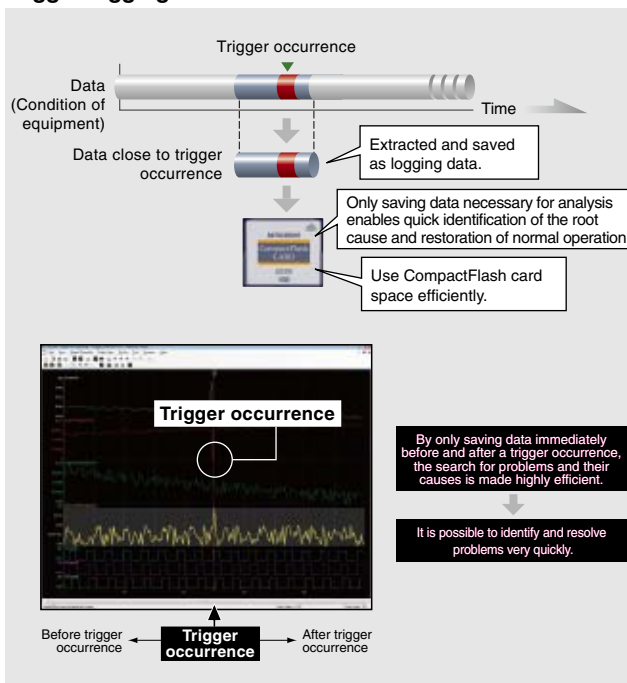 Trigger occurrence
Data
(Condition of
equipment)
Time
Data close to trigger
occurrence
Extracted and saved
as logging data.
Only saving data necessary for analysis
enables quick identification of the root
cause and restoration of normal operation
CompactFlash
Use CompactFlash card
space efficiently.
Trigger occurrence
By only saving data immediately
before and after a trigger occurrence,
the search for problems and their
causes is made highly efficient.
It is possible to identify and resolve
problems very quickly.
Before trigger
occurrence
Trigger
occurrence
After trigger
occurrence